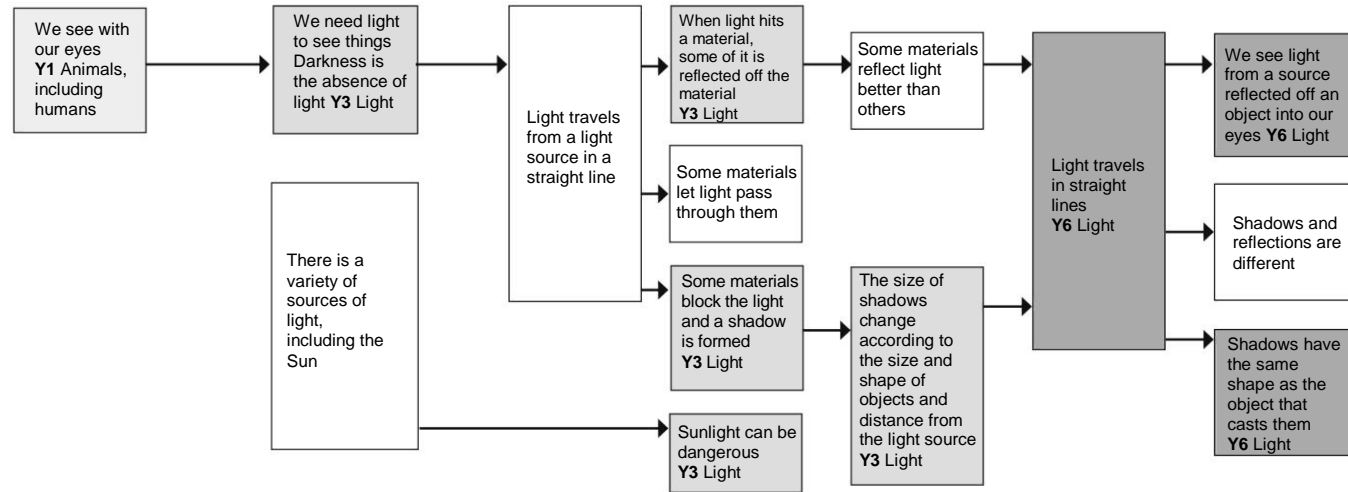 We see with
our eyes
Y1 Animals,
including
humans
We need light
to see things
Darkness is
the absence of
light Y3 Light
There is a
variety of
sources of
light,
including the
Sun
Light travels
from a light
source in a
straight line
When light hits
a material,
some of it is
reflected off the
material
Y3 Light
Some materials
let light pass
through them
Some materials
block the light
and a shadow
is formed
Y3 Light
Sunlight can be
dangerous
Y3 Light
Some materials
reflect light
better than
others
The size of
shadows
change
according to
the size and
shape of
objects and
distance from
the light source
Y3 Light
Light travels
in straight
lines
Y6 Light
We see light
from a source
reflected off an
object into our
eyes Y6 Light
Shadows and
reflections are
different
Shadows have
the same
shape as the
object that
casts them
Y6 Light